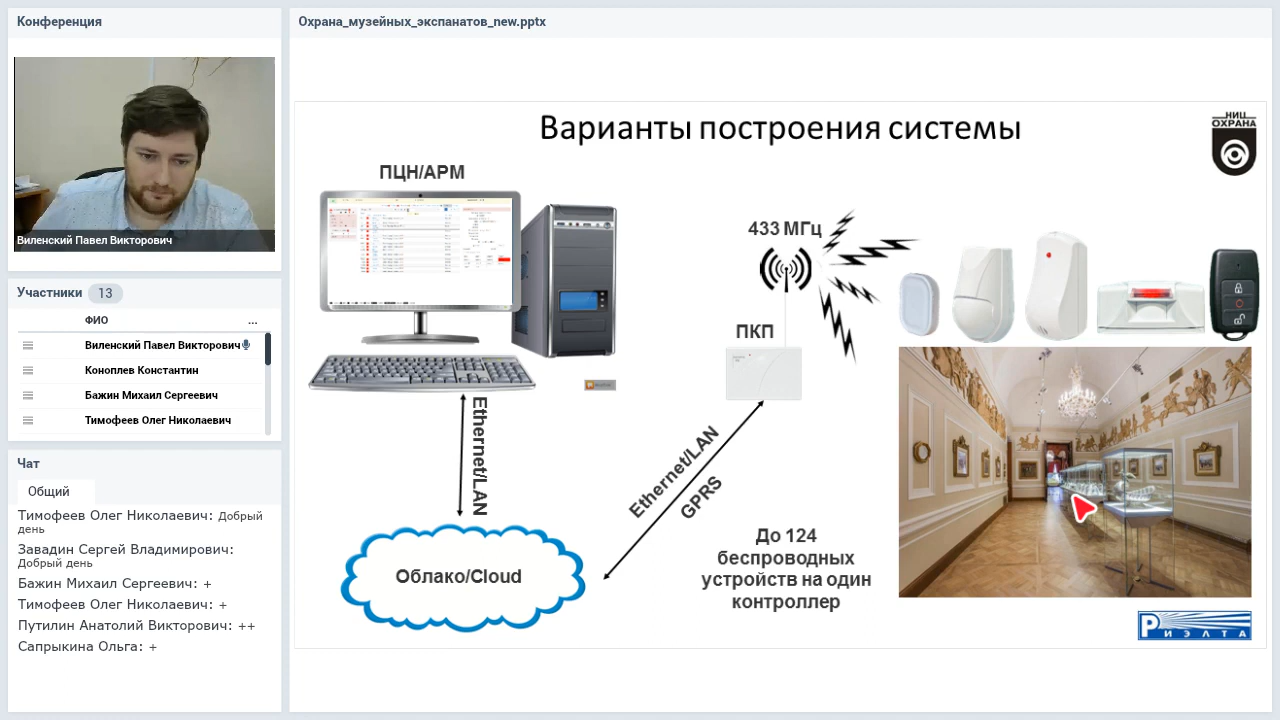 Конференция
Виленский Павел Викторович
Участники 13
ФИО ...
Виленский Павел Викторович
Коноплев Константин
Бажин Михаил Сергеевич
Тимофеев Олег Николаевич
Чат
Общий
Тимофеев Олег Николаевич: Добрый
день
Завадин Сергей Владимирович:
Добрый день
Бажин Михаил Сергеевич: +
Тимофеев Олег Николаевич: +
Путилин Анатолий Викторович: ++
Сапрыкина Ольга: +
Охрана_музейных_экспанатов_new.pptx
Варианты построения системы
НИЦ
ОХРАНА
ПЦН/АРМ
433 МГц
ПКП
Ethernet/LAN
Ethernet/LAN
GPRS
Облако/Cloud
До 124
беспроводных
устройств на один
контроллер
РИЭЛТА